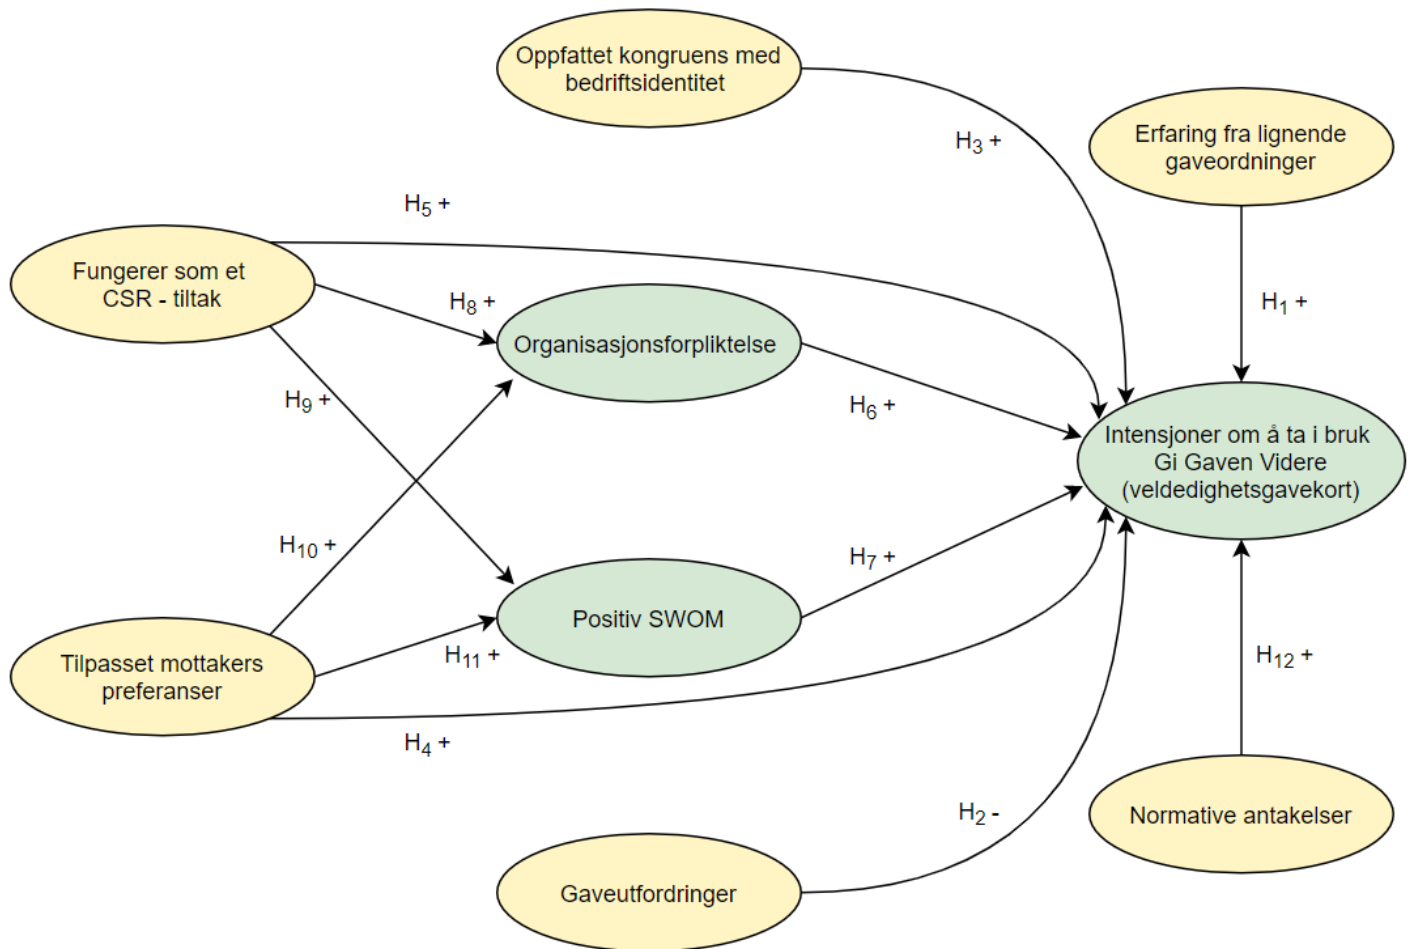 Oppfattet kongruens med
bedriftsidentitet
Erfaring fra lignende
gaveordninger
H3 +
H5 +
Fungerer som et
CSR - tiltak
H8 +
H1 +
Organisasjonsforpliktelse
H9 +
H6 +
Intensjoner om å ta i bruk
Gi Gaven Videre
(veldedighetsgavekort)
H10 +
H7 +
Positiv SWOM
H11 +
H12 +
Tilpasset mottakers
preferanser
H4 +
H2 -
Normative antakelser
Gaveutfordringer